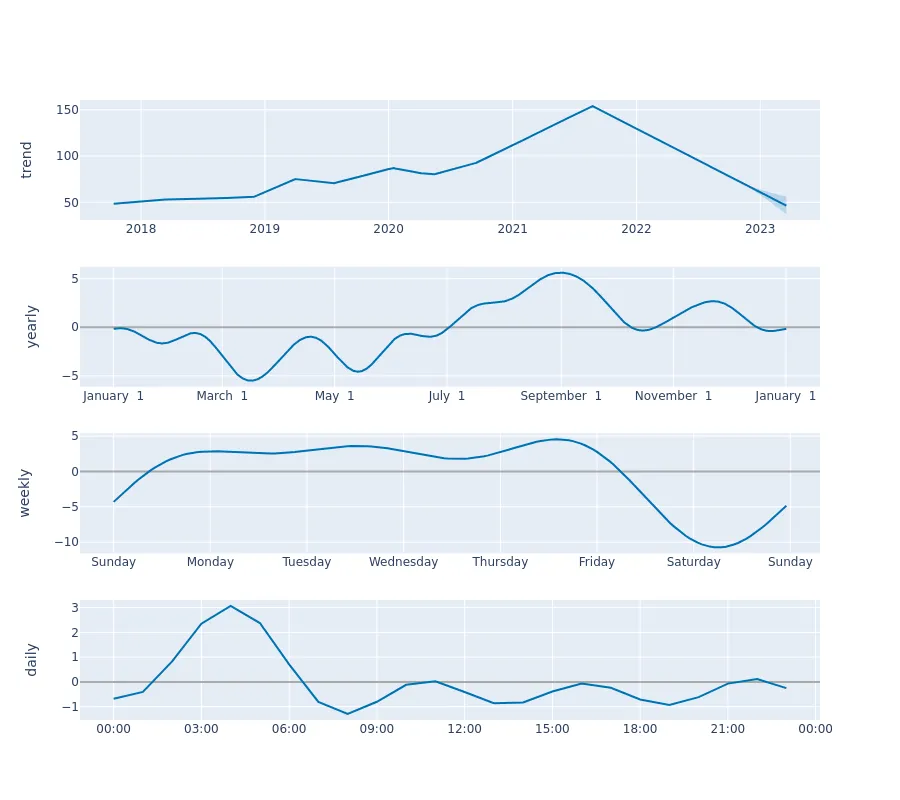 trend
150
100
50
2018 2019 2020 2021 2022 2023
yearly
5
0
−5
January 1 March 1 May 1 July 1 September 1 November 1 January 1
weekly
5
0
−5
−10
Sunday Monday Tuesday Wednesday Thursday Friday Saturday Sunday
daily
3
2
1
0
−1
00:00 03:00 06:00 09:00 12:00 15:00 18:00 21:00 00:00